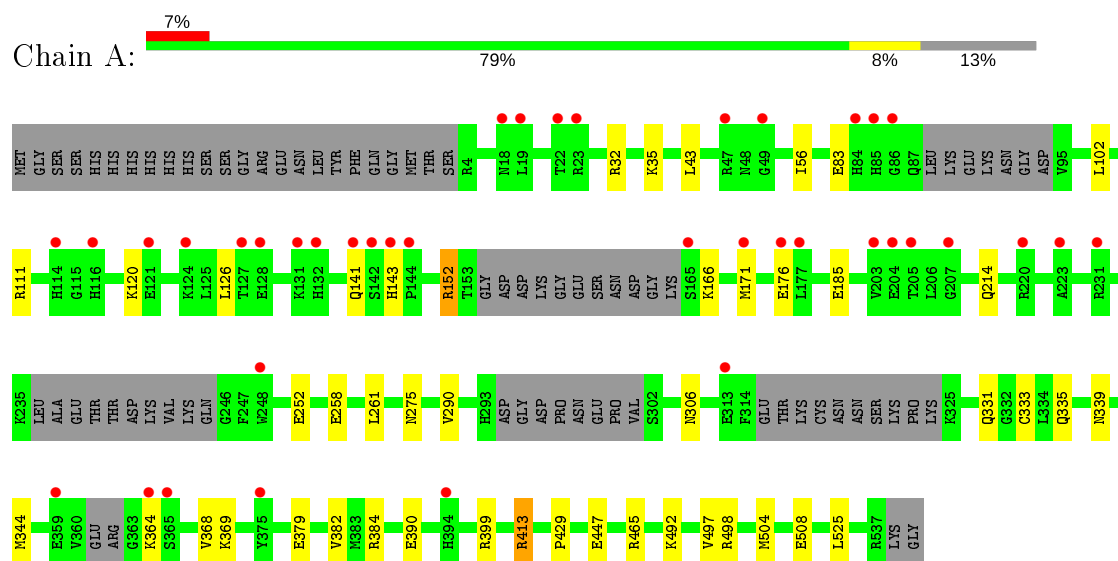 7%
Chain A:
79% 8% 13%
MET GLY SER SER HIS HIS HIS HIS HIS HIS SER SER GLY ARG GLU ASN LEU TYR PHE GLN GLY MET THR SER R4 N18 L19 T22 R23 R32 K35 L43 R47 N48 G49 I56 E83 H84 H85 G86 Q87 LEU LYS GLU LYS ASN GLY ASP V95 L102
R111 H114 G115 H116 K120 E121 K124 L125 L126 T127 E128 K131 H132 Q141 S142 H143 P144 R152 T153 GLY ASP ASP LYS GLY GLU SER ASN ASP GLY LYS S165 K166 M171 E176 L177 E185 V203 E204 T205 L206 G207 Q214 R220 A223 R231
K235 LEU ALA GLU THR THR ASP LYS VAL LYS GLN G246 F247 W248 E252 E258 L261 N275 V290 H293 ASP GLY ASP PRO ASN GLU PRO VAL S302 N306 E313 F314 GLU THR LYS CYS ASN ASN SER LYS PRO LYS K325 Q331 G332 C333 L334 Q335 N339
M344 E359 V360 GLU ARG G363 K364 S365 V368 K369 Y375 E379 V382 M383 R384 E390 H394 R399 R413 P429 E447 R465 K492 V497 R498 M504 E508 L525 R537 LYS GLY